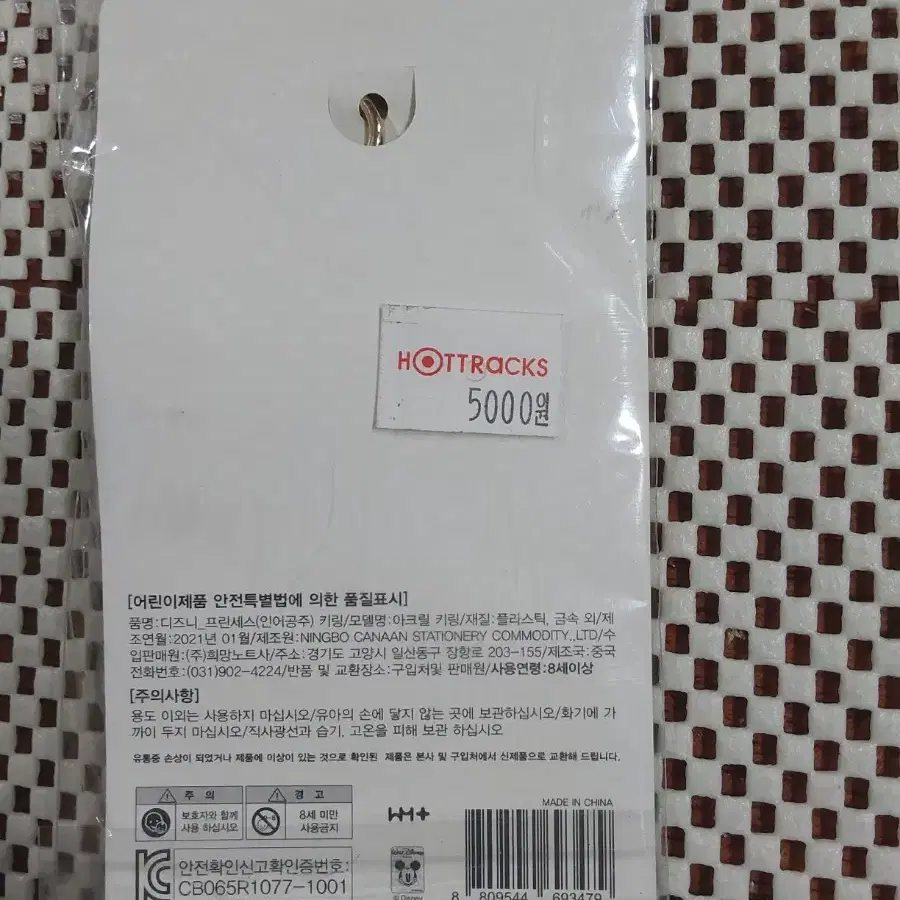 HOTTRACKS
5000원
[어린이제품 안전특별법에 의한 품질표시]
품명:디즈니_프린세스(인어공주) 키링/모델명:아크릴 키링/재질:플라스틱, 금속 외/제
조연월:2021년 01월/제조원:NINGBO CANAAN STATIONERY COMMODITY.,LTD/수
입판매원:(주)희망노트사/주소:경기도 고양시 일산동구 장항로 203-155/제조국:중국
전화번호:(031)902-4224/반품 및 교환장소:구입처및 판매원/사용연령:8세이상
[주의사항]
용도 이외는 사용하지 마십시오/유아의 손에 닿지 않는 곳에 보관하십시오/화기에 가
까이 두지 마십시오/직사광선과 습기, 고온을 피해 보관 하십시오
유통중 손상이 되었거나 제품에 이상이 있는 것으로 확인된 제품은 본사 및 구입처에서 신제품으로 교환해 드립니다.
주 의
보호자와 함께
사용 하십시오
경 고
8세 미만
사용금지
MADE IN CHINA
안전확인신고확인증번호:
CB065R1077-1001
WALT DISNEY
© Disney
8 809544 693479